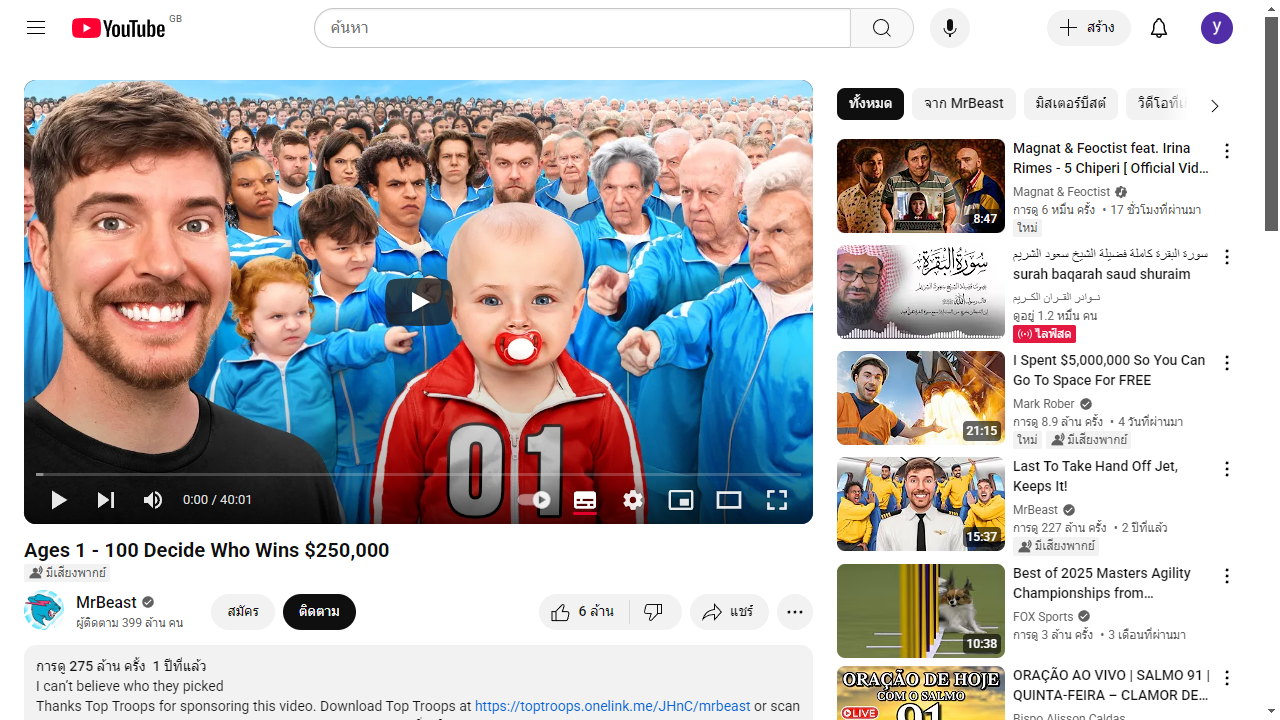 YouTube GB
ค้นหา
สร้าง
y
01
0:00 / 40:01
Ages 1 - 100 Decide Who Wins $250,000
มีเสียงพากย์
MrBeast
ผู้ติดตาม 399 ล้าน คน
สมัคร
ติดตาม
6 ล้าน
แชร์
การดู 275 ล้าน ครั้ง 1 ปีที่แล้ว
I can’t believe who they picked
Thanks Top Troops for sponsoring this video. Download Top Troops at https://toptroops.onelink.me/JHnC/mrbeast or scan
ทั้งหมด
จาก MrBeast
มิสเตอร์บีสต์
วิดีโอที่
8:47
Magnat & Feoctist feat. Irina
Rimes - 5 Chiperi [ Official Vid...
Magnat & Feoctist
การดู 6 หมื่น ครั้ง • 17 ชั่วโมงที่ผ่านมา
ใหม่
سُورَةُ البَقَرَة
سورة البقرة كاملة فضيلة الشيخ سعود الشريم
surah baqarah saud shuraim
نـوادر القـران الكـريم
ดูอยู่ 1.2 หมื่น คน
ไลฟ์สด
21:15
I Spent $5,000,000 So You Can
Go To Space For FREE
Mark Rober
การดู 8.9 ล้าน ครั้ง • 4 วันที่ผ่านมา
ใหม่
มีเสียงพากย์
15:37
Last To Take Hand Off Jet,
Keeps It!
MrBeast
การดู 227 ล้าน ครั้ง • 2 ปีที่แล้ว
มีเสียงพากย์
10:38
Best of 2025 Masters Agility
Championships from...
FOX Sports
การดู 3 ล้าน ครั้ง • 3 เดือนที่ผ่านมา
ORAÇÃO DE HOJE
COM O SALMO
LIVE
91
ORAÇÃO AO VIVO | SALMO 91 |
QUINTA-FEIRA – CLAMOR DE...
Bispo Alisson Caldas